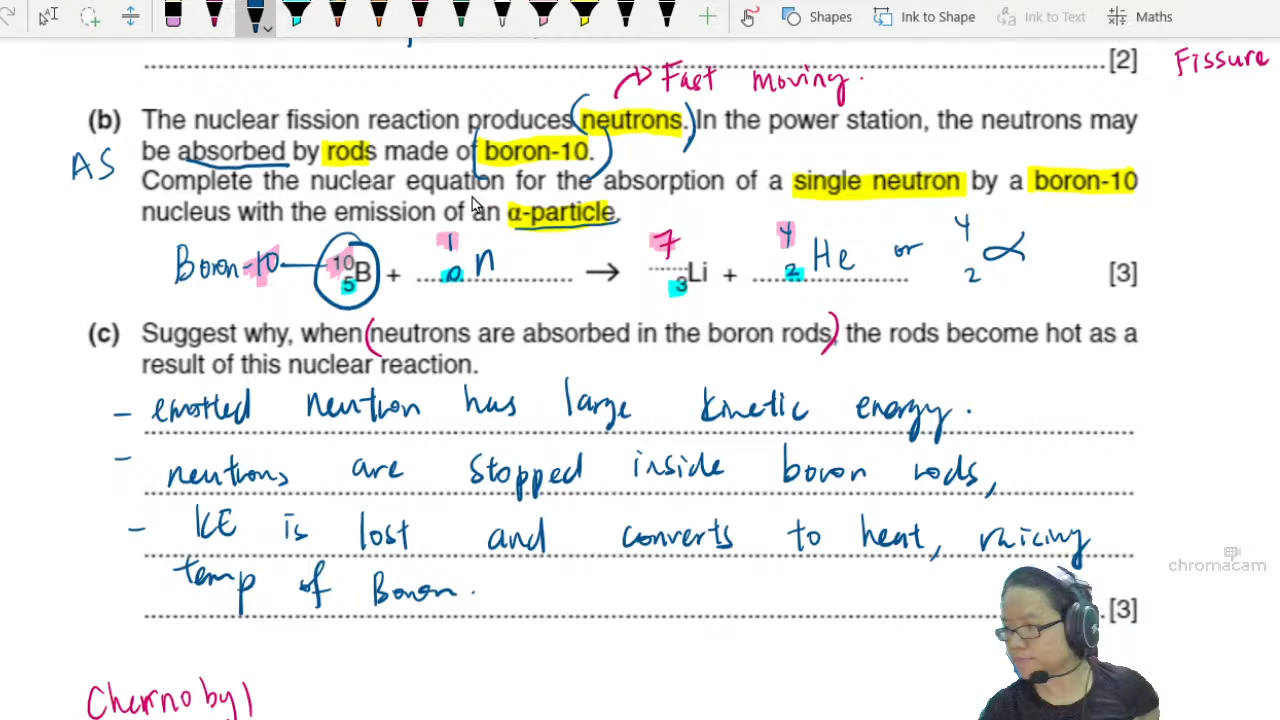 Shapes Ink to Shape Ink to Text Maths
[2]
Fissure
Fast moving.
(b) The nuclear fission reaction produces neutrons. In the power station, the neutrons may
AS
be absorbed by rods made of boron-10.
Complete the nuclear equation for the absorption of a single neutron by a boron-10
nucleus with the emission of an α-particle.
Boron-10 10 5 B + 1 0 n → 7 3 Li + 4 2 He or 4 2 α [3]
(c) Suggest why, when neutrons are absorbed in the boron rods, the rods become hot as a
result of this nuclear reaction.
- emotted neutron has large kinetic energy.
- neutrons are stopped inside boron rods,
- KE is lost and converts to heat, raicing
temp of Boron.
[3]
chromacam
Chernobyl